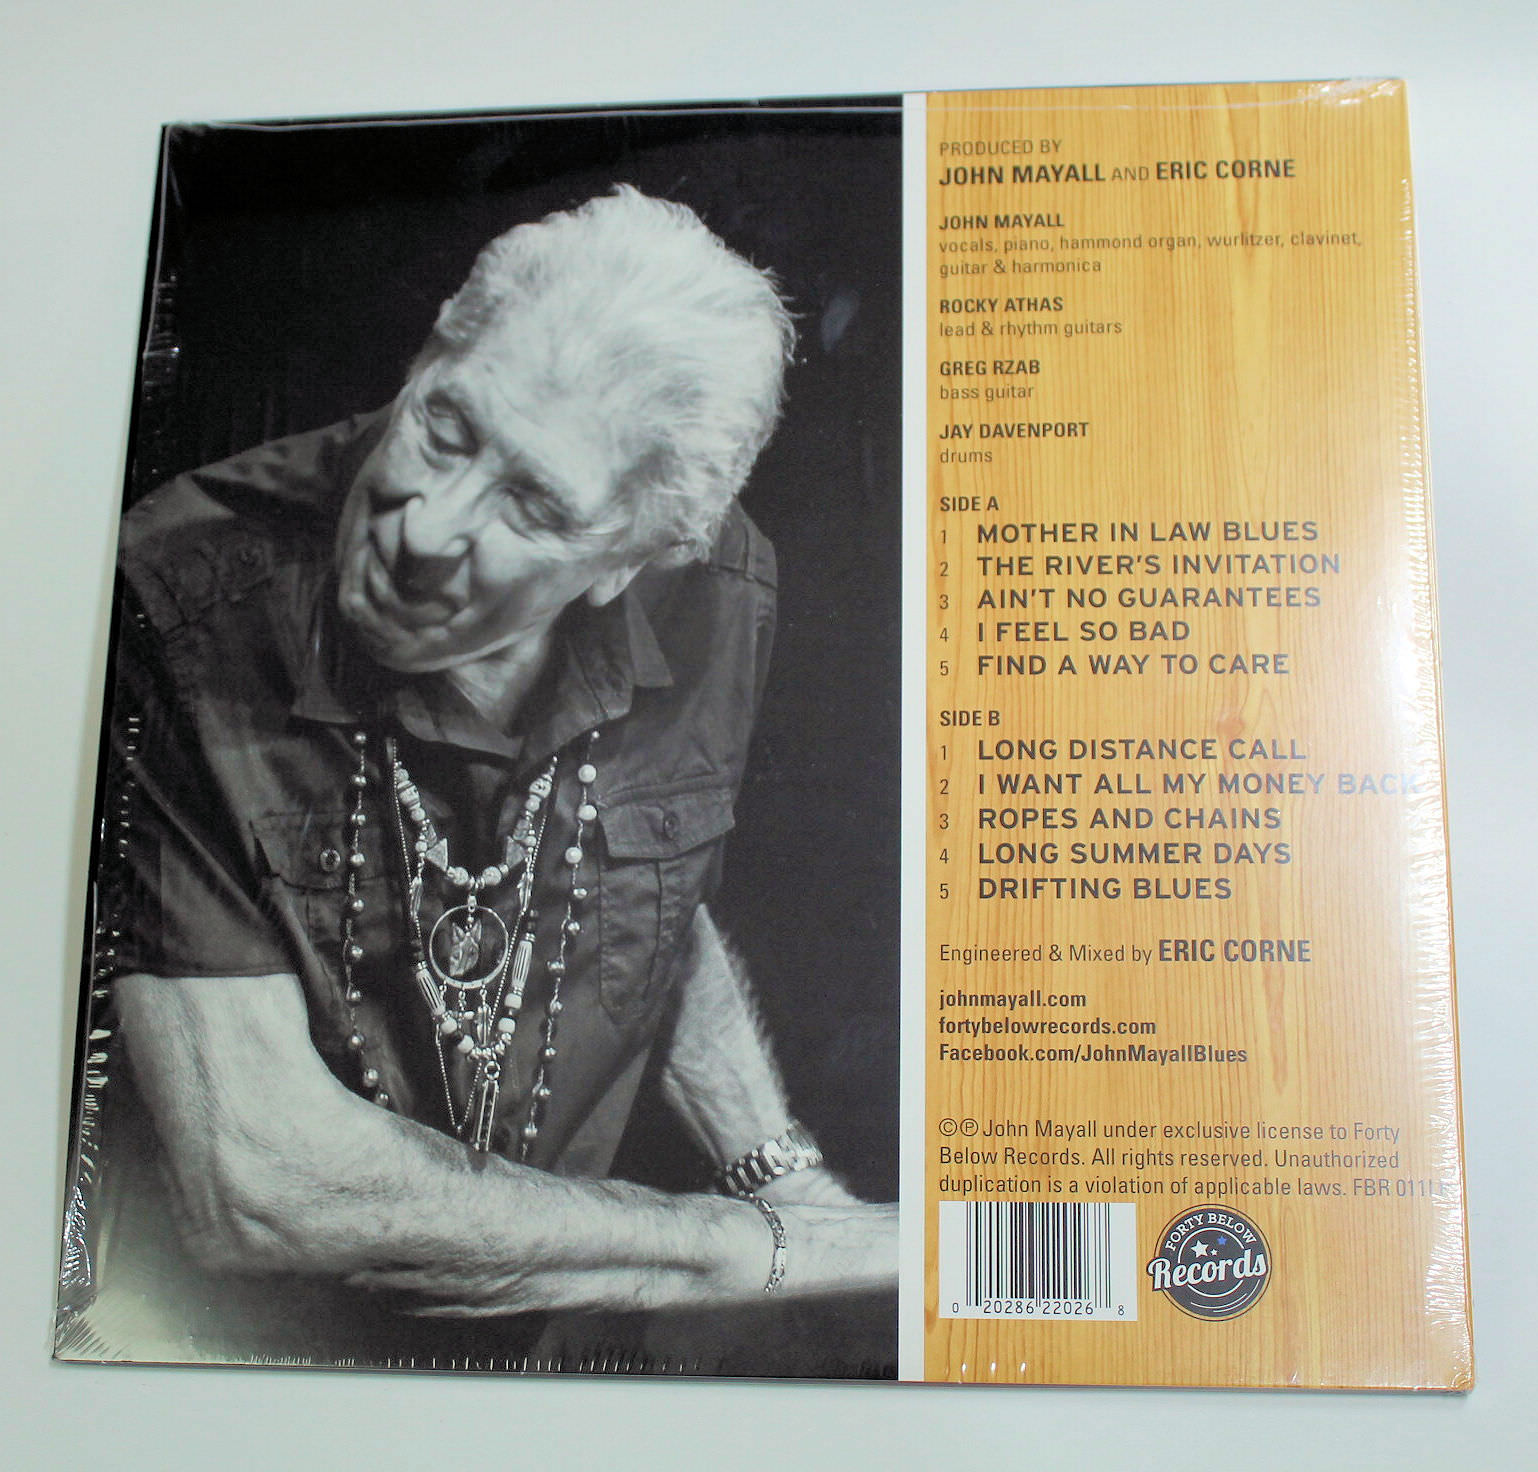 PRODUCED BY
JOHN MAYALL AND ERIC CORNE
JOHN MAYALL
vocals, piano, hammond organ, wurlitzer, clavinet,
guitar & harmonica
ROCKY ATHAS
lead & rhythm guitars
GREG RZAB
bass guitar
JAY DAVENPORT
drums
SIDE A
1 MOTHER IN LAW BLUES
2 THE RIVER'S INVITATION
3 AIN'T NO GUARANTEES
4 I FEEL SO BAD
5 FIND A WAY TO CARE
SIDE B
1 LONG DISTANCE CALL
2 I WANT ALL MY MONEY BACK
3 ROPES AND CHAINS
4 LONG SUMMER DAYS
5 DRIFTING BLUES
Engineered & Mixed by ERIC CORNE
johnmayall.com
fortybelowrecords.com
Facebook.com/JohnMayallBlues
©℗ John Mayall under exclusive license to Forty
Below Records. All rights reserved. Unauthorized
duplication is a violation of applicable laws. FBR
0 20286 22026 8
FORTY BELOW
Records